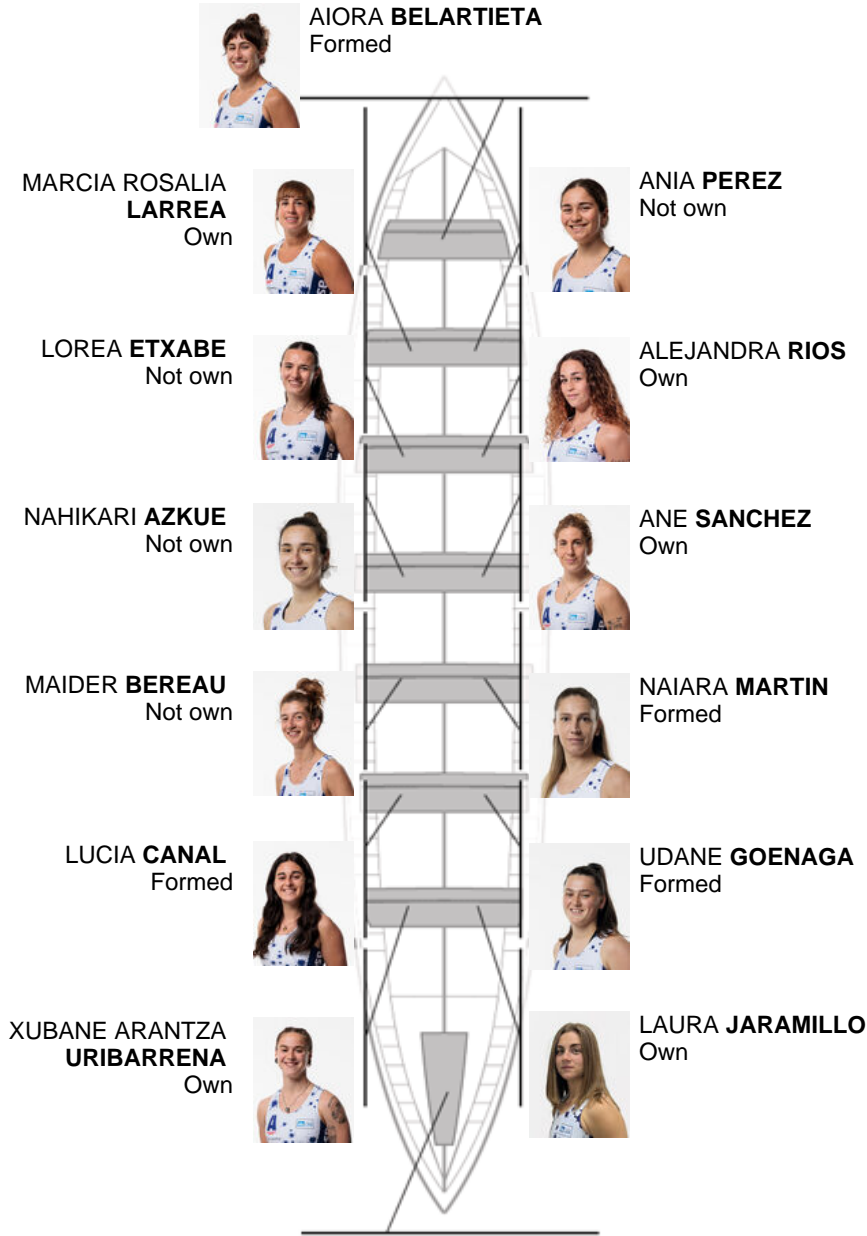 AIORA BELARTIETA
Formed
MARCIA ROSALIA
LARREA
Own
ANIA PEREZ
Not own
LOREA ETXABE
Not own
ALEJANDRA RIOS
Own
NAHIKARI AZKUE
Not own
ANE SANCHEZ
Own
MAIDER BEREAU
Not own
NAIARA MARTIN
Formed
LUCIA CANAL
Formed
UDANE GOENAGA
Formed
XUBANE ARANTZA
URIBARRENA
Own
LAURA JARAMILLO
Own